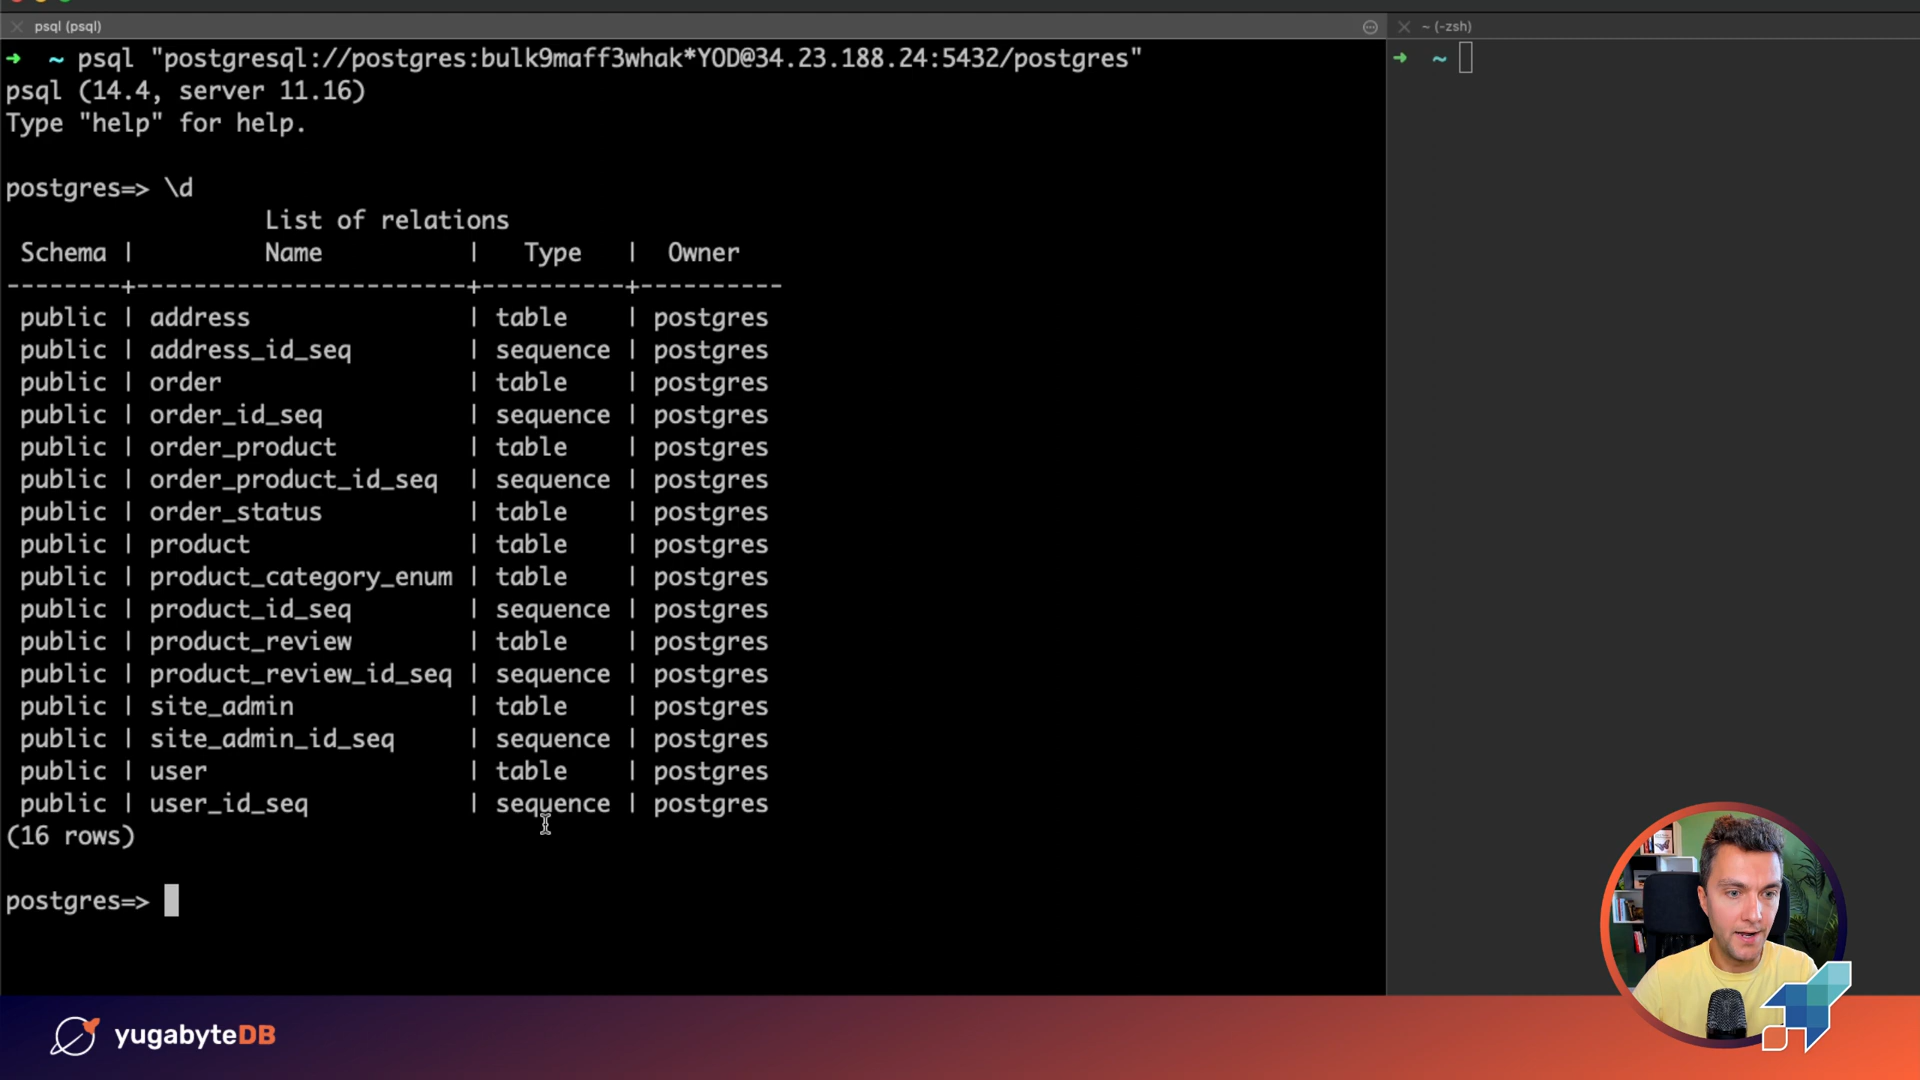 psql (psql)
~ (-zsh)
➜ ~ psql "postgresql://postgres:bulk9maff3whak*YOD@34.23.188.24:5432/postgres"
➜ ~
psql (14.4, server 11.16)
Type "help" for help.
postgres=> \d
List of relations
Schema | Name | Type | Owner
--------+-----------------------+----------+----------
public | address | table | postgres
public | address_id_seq | sequence | postgres
public | order | table | postgres
public | order_id_seq | sequence | postgres
public | order_product | table | postgres
public | order_product_id_seq | sequence | postgres
public | order_status | table | postgres
public | product | table | postgres
public | product_category_enum | table | postgres
public | product_id_seq | sequence | postgres
public | product_review | table | postgres
public | product_review_id_seq | sequence | postgres
public | site_admin | table | postgres
public | site_admin_id_seq | sequence | postgres
public | user | table | postgres
public | user_id_seq | sequence | postgres
(16 rows)
postgres=>
yugabyteDB